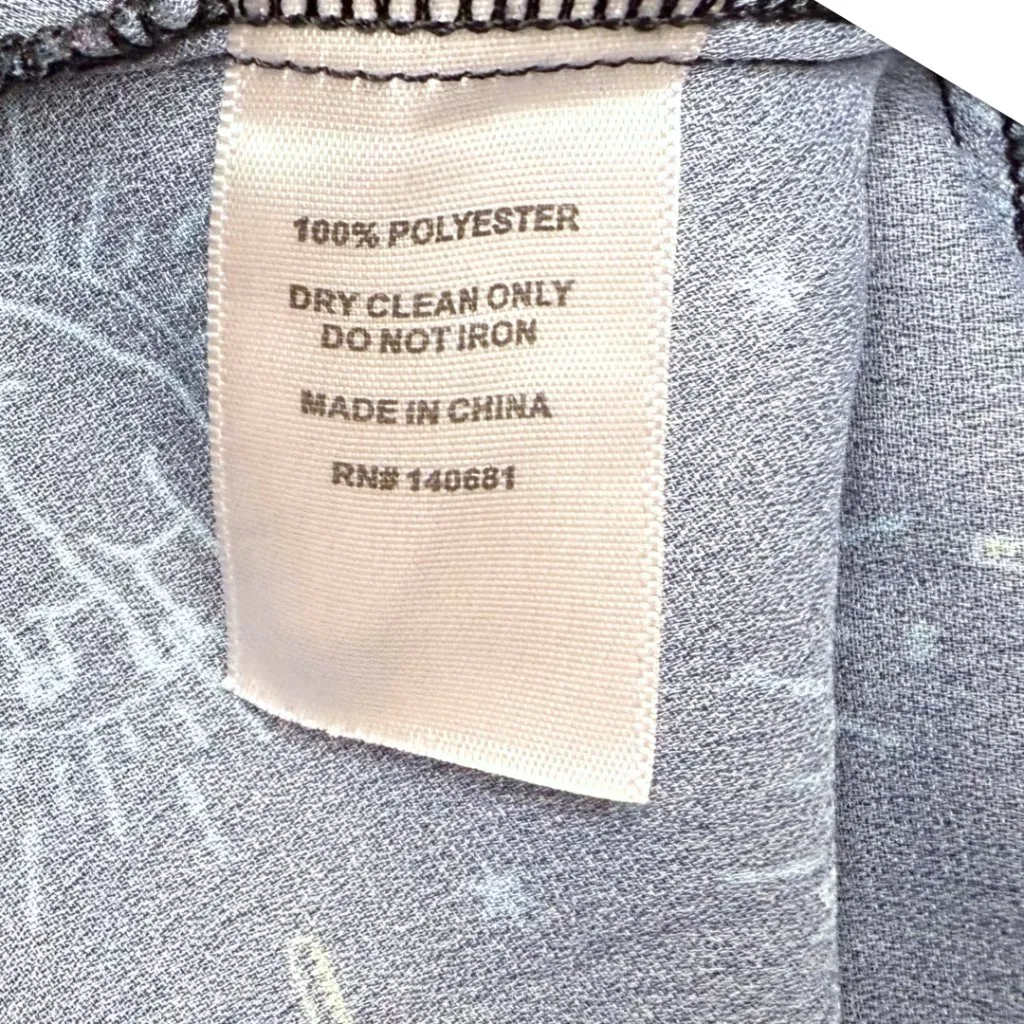 100% POLYESTER
DRY CLEAN ONLY
DO NOT IRON
MADE IN CHINA
RN# 140681